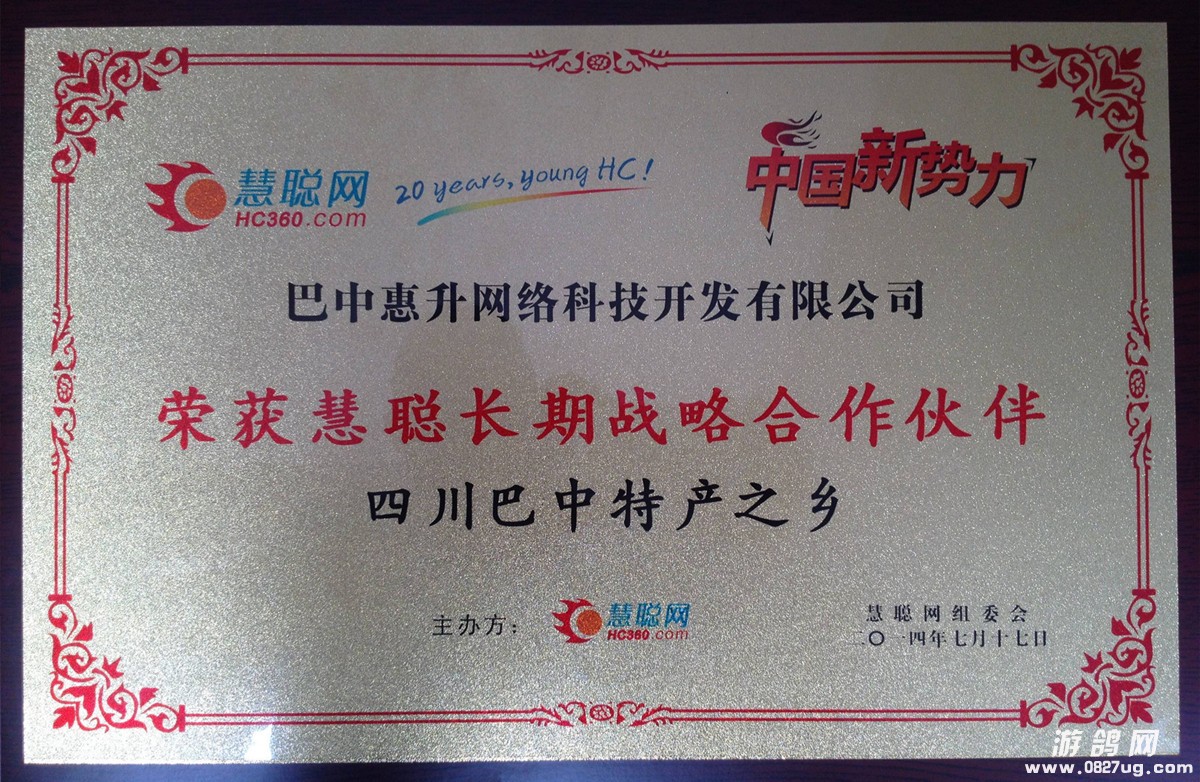 慧聪网
HC360.com
20 years, young HC!
中国新势力
巴中惠升网络科技开发有限公司
荣获慧聪长期战略合作伙伴
四川巴中特产之乡
主办方：
慧聪网
HC360.com
慧聪网组委会
二〇一四年七月十七日
游鸽网
www.0827ug.com